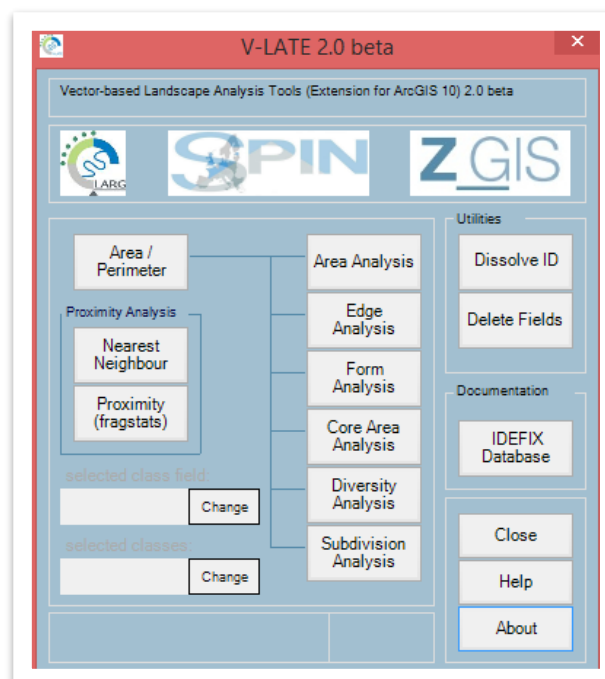 V-LATE 2.0 beta
×
Vector-based Landscape Analysis Tools (Extension for ArcGIS 10) 2.0 beta
LARG
SPIN
Z_GIS
Area /
Perimeter
Proximity Analysis
Nearest
Neighbour
Proximity
(fragstats)
selected class field:
Change
selected classes:
Change
Area Analysis
Edge
Analysis
Form
Analysis
Core Area
Analysis
Diversity
Analysis
Subdivision
Analysis
Utilities
Dissolve ID
Delete Fields
Documentation
IDEFIX
Database
Close
Help
About